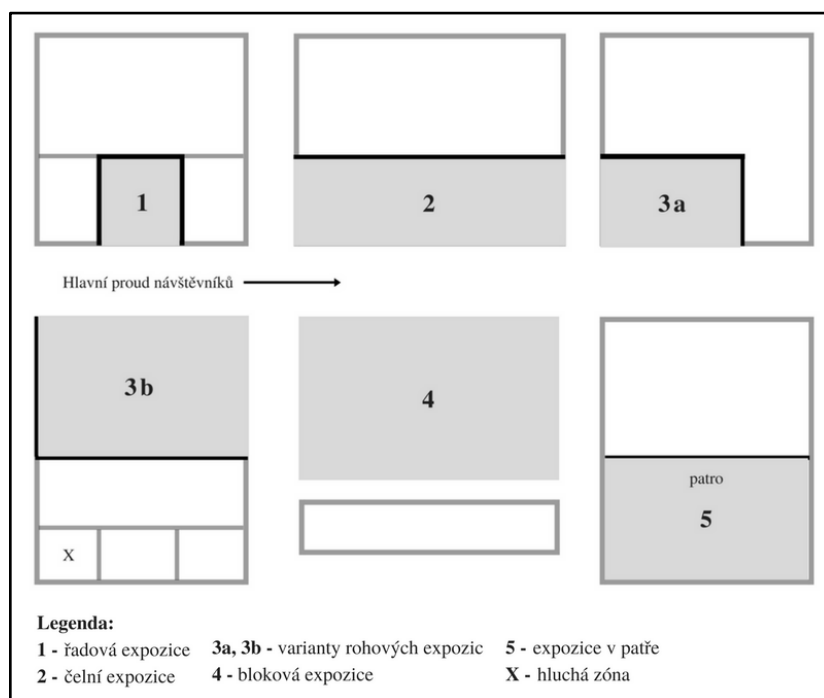 1
2
3a
Hlavní proud návštěvníků
3b
4
patro
5
X
Legenda:
1 - řadová expozice 3a, 3b - varianty rohových expozic 5 - expozice v patře
2 - čelní expozice 4 - bloková expozice X - hluchá zóna